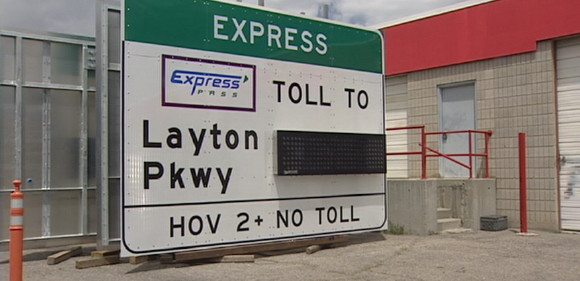 EXPRESS
Express
PASS
TOLL TO
Layton
Pkwy
HOV 2+ NO TOLL